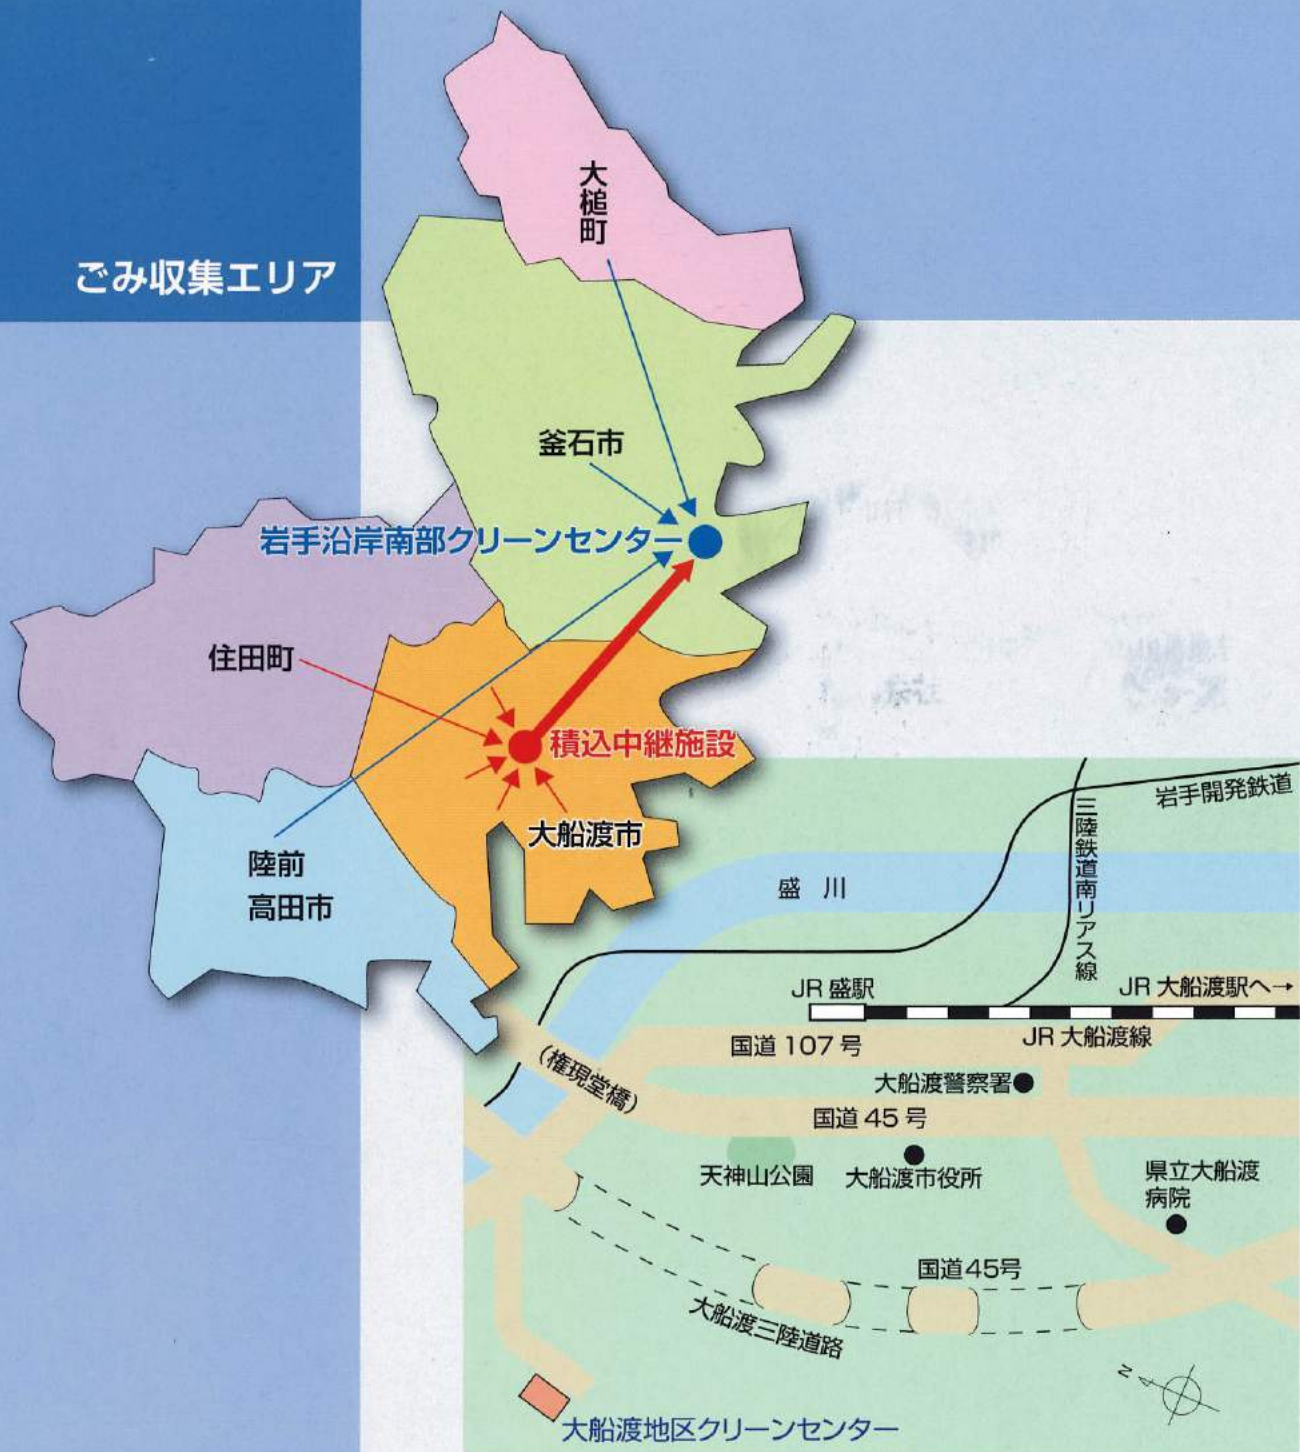 ごみ収集エリア
大槌町
釜石市
岩手沿岸南部クリーンセンター
住田町
積込中継施設
大船渡市
陸前
高田市
岩手開発鉄道
三陸鉄道南リアス線
盛 川
JR 盛駅
JR 大船渡駅へ→
JR 大船渡線
国道 107 号
(権現堂橋)
大船渡警察署
国道 45 号
天神山公園
大船渡市役所
県立大船渡
病院
国道45号
大船渡三陸道路
N
大船渡地区クリーンセンター